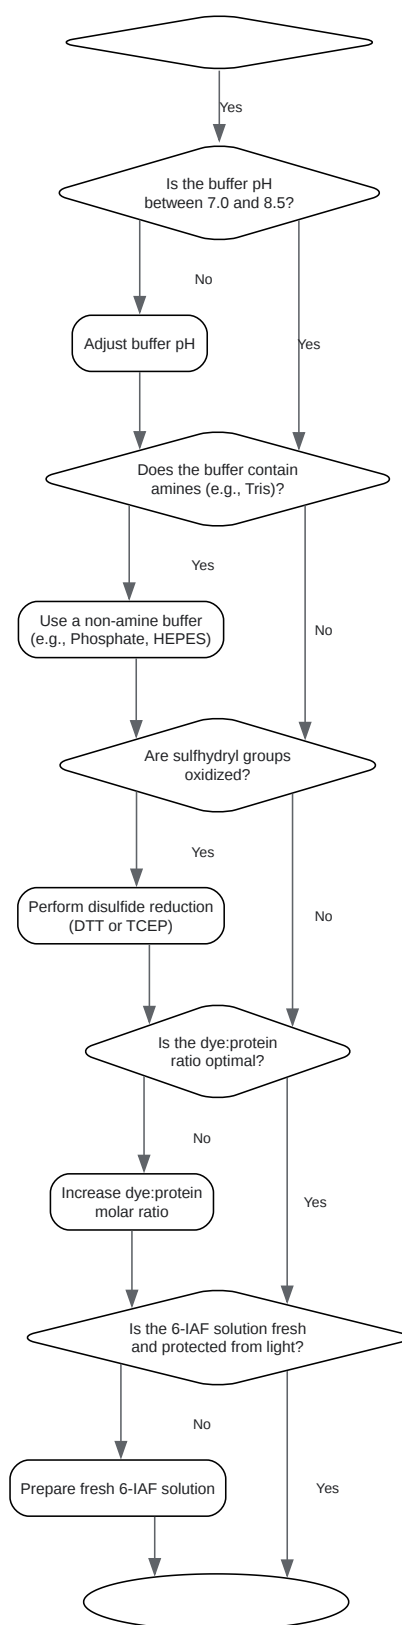 Yes
Is the buffer pH
between 7.0 and 8.5?
No
Adjust buffer pH
Yes
Does the buffer contain
amines (e.g., Tris)?
Yes
Use a non-amine buffer
(e.g., Phosphate, HEPES)
No
Are sulfhydryl groups
oxidized?
Yes
Perform disulfide reduction
(DTT or TCEP)
No
Is the dye:protein
ratio optimal?
No
Increase dye:protein
molar ratio
Yes
Is the 6-IAF solution fresh
and protected from light?
No
Prepare fresh 6-IAF solution
Yes